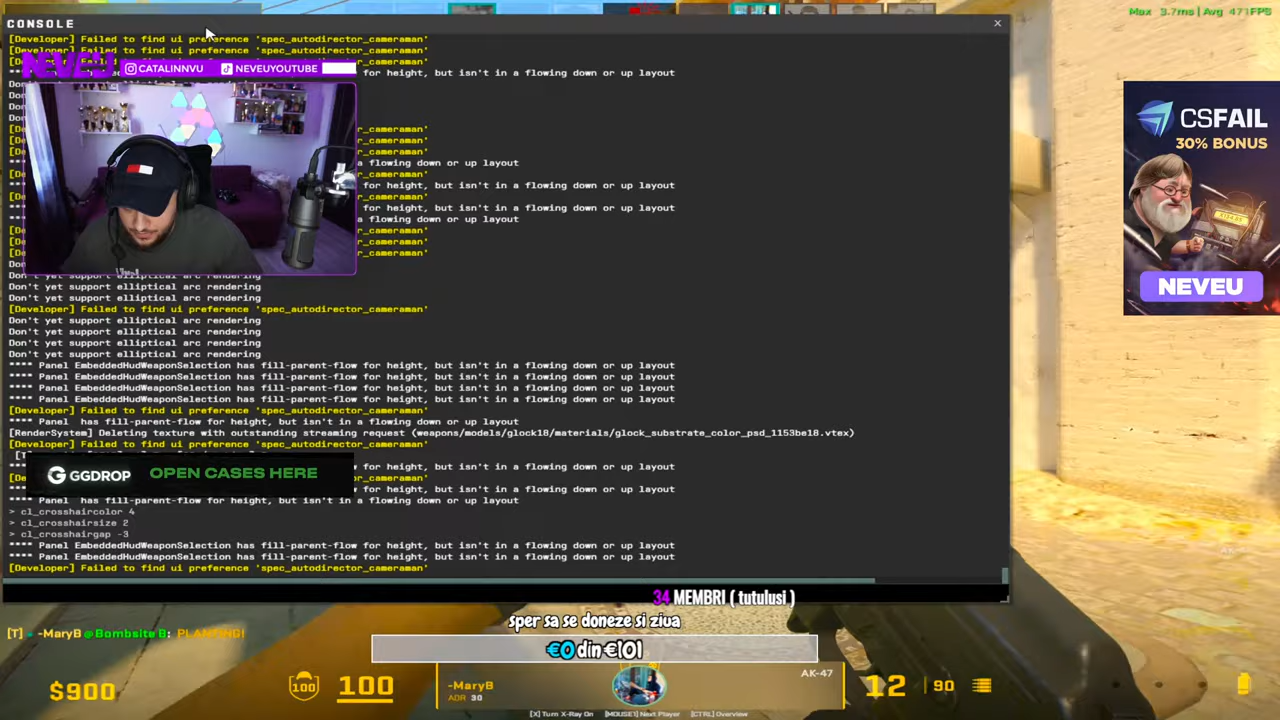 CONSOLE
Max 3.7ms | Avg 471FPS
[Developer] Failed to find ui preference 'spec_autodirector_cameraman'
[Developer] Failed to find ui preference 'spec_autodirector_cameraman'
NEVEU
CATALINNVU
NEVEUYOUTUBE
for height, but isn't in a flowing down or up layout
_cameraman'
_cameraman'
_cameraman'
a flowing down or up layout
_cameraman'
for height, but isn't in a flowing down or up layout
_cameraman'
for height, but isn't in a flowing down or up layout
a flowing down or up layout
_cameraman'
_cameraman'
_cameraman'
Don't yet support elliptical arc rendering
Don't yet support elliptical arc rendering
Don't yet support elliptical arc rendering
[Developer] Failed to find ui preference 'spec_autodirector_cameraman'
Don't yet support elliptical arc rendering
Don't yet support elliptical arc rendering
Don't yet support elliptical arc rendering
Don't yet support elliptical arc rendering
**** Panel EmbeddedHudWeaponSelection has fill-parent-flow for height, but isn't in a flowing down or up layout
**** Panel EmbeddedHudWeaponSelection has fill-parent-flow for height, but isn't in a flowing down or up layout
**** Panel EmbeddedHudWeaponSelection has fill-parent-flow for height, but isn't in a flowing down or up layout
**** Panel EmbeddedHudWeaponSelection has fill-parent-flow for height, but isn't in a flowing down or up layout
[Developer] Failed to find ui preference 'spec_autodirector_cameraman'
**** Panel  has fill-parent-flow for height, but isn't in a flowing down or up layout
[RenderSystem] Deleting texture with outstanding streaming request (weapons/models/glock18/materials/glock_substrate_color_psd_1153be18.vtex)
[Developer] Failed to find ui preference 'spec_autodirector_cameraman'
for height, but isn't in a flowing down or up layout
GGDROP OPEN CASES HERE
_cameraman'
for height, but isn't in a flowing down or up layout
**** Panel  has fill-parent-flow for height, but isn't in a flowing down or up layout
> cl_crosshaircolor 4
> cl_crosshairsize 2
> cl_crosshairgap -3
**** Panel EmbeddedHudWeaponSelection has fill-parent-flow for height, but isn't in a flowing down or up layout
**** Panel EmbeddedHudWeaponSelection has fill-parent-flow for height, but isn't in a flowing down or up layout
[Developer] Failed to find ui preference 'spec_autodirector_cameraman'
CSFAIL
30% BONUS
NEVEU
34 MEMBRI ( tutulusi )
sper sa se doneze si ziua
€0 din €101
[T] -MaryB @ Bombsite B: PLANTING!
$900
100
100
-MaryB
ADR 30
AK-47
12 | 90
[X] Turn X-Ray On [MOUSE1] Next Player [CTRL] Overview